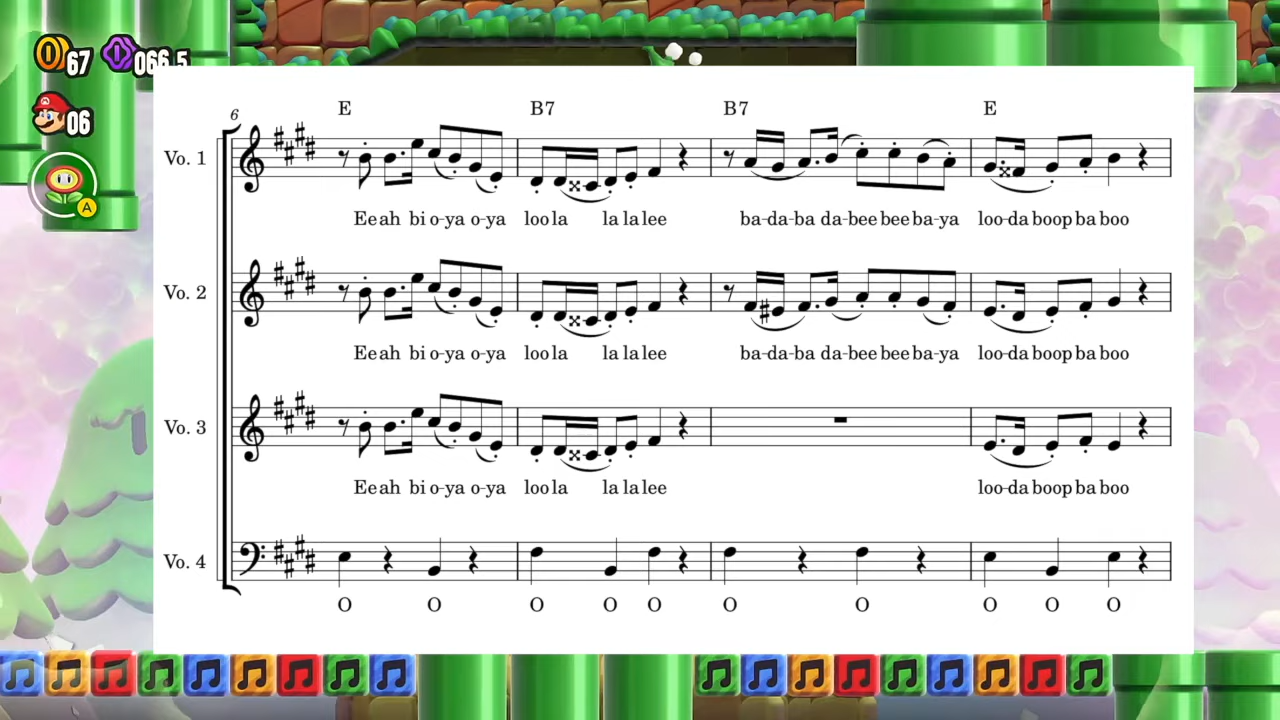 67 066.5
06
A
6 E B7 B7 E
Vo. 1
Eeah bi o-ya o-ya loo la la la lee ba-da-ba da-bee bee ba-ya loo-da boop ba boo
Vo. 2
Eeah bi o-ya o-ya loo la la la lee ba-da-ba da-bee bee ba-ya loo-da boop ba boo
Vo. 3
Eeah bi o-ya o-ya loo la la la lee loo-da boop ba boo
Vo. 4
O O O O O O O O O O